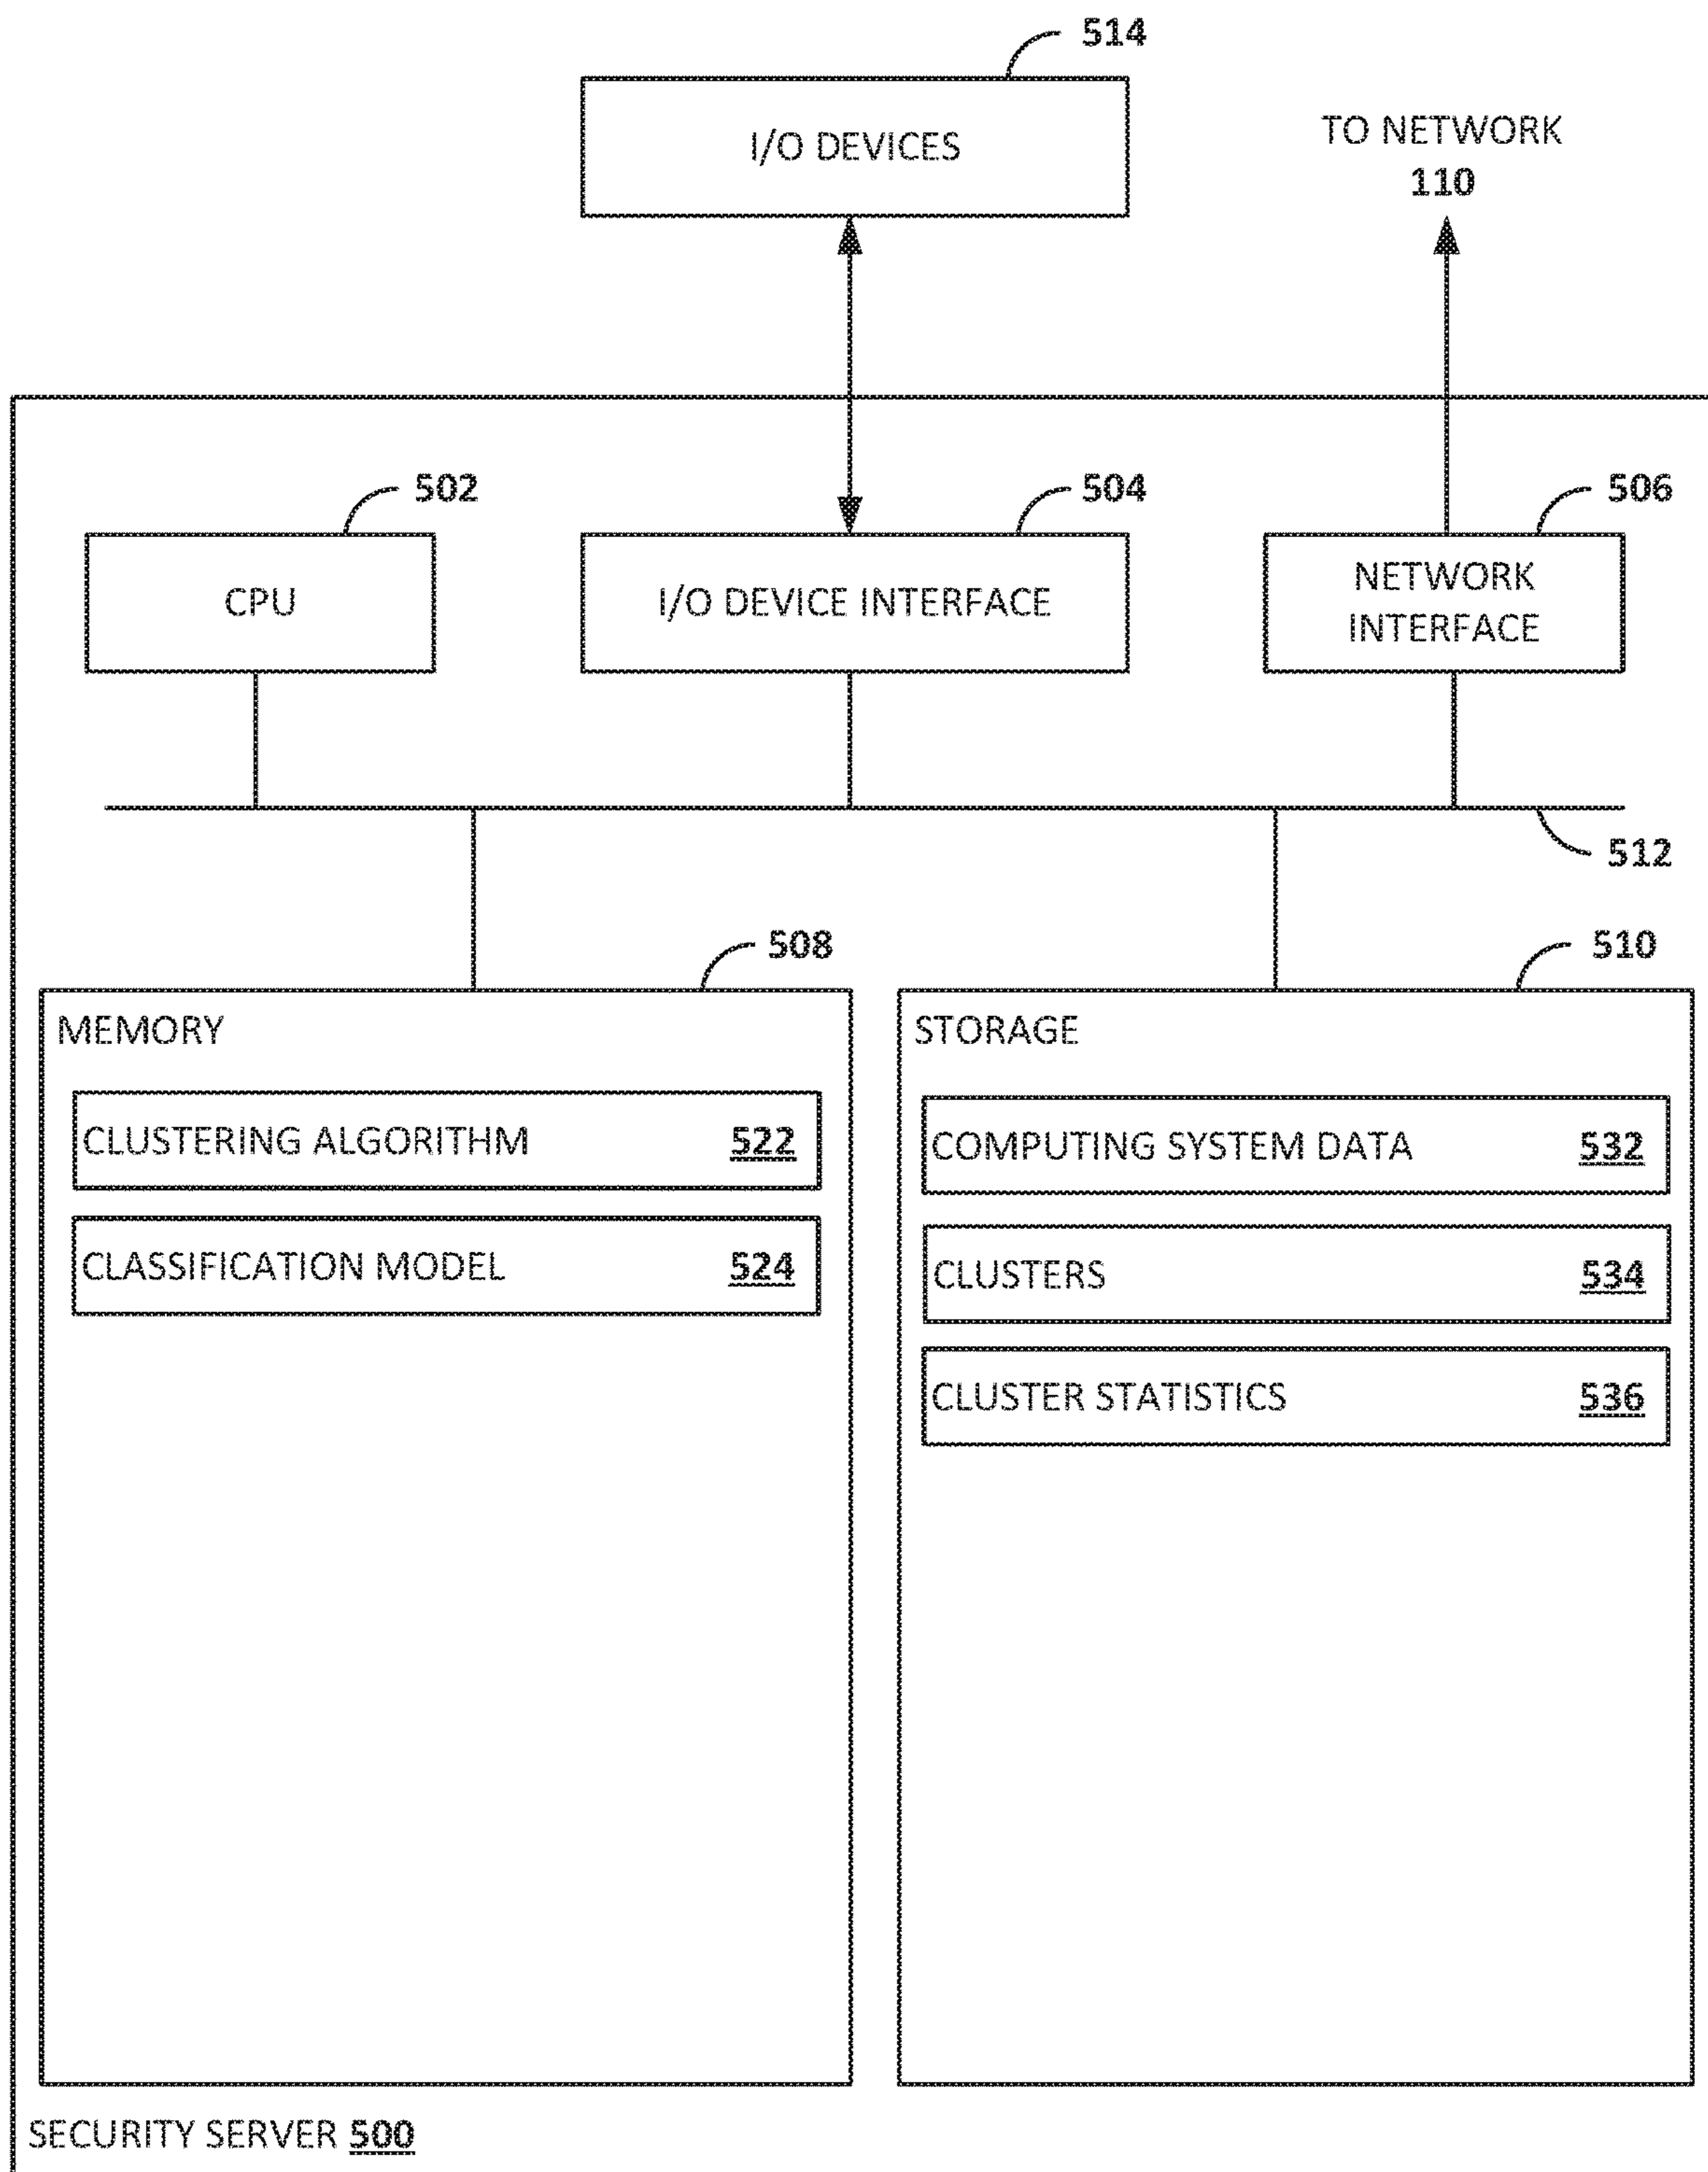 514
I/O DEVICES
TO NETWORK
110
502
504
506
CPU
I/O DEVICE INTERFACE
NETWORK
INTERFACE
512
508
510
MEMORY
STORAGE
CLUSTERING ALGORITHM 522
COMPUTING SYSTEM DATA 532
CLASSIFICATION MODEL 524
CLUSTERS 534
CLUSTER STATISTICS 536
SECURITY SERVER 500